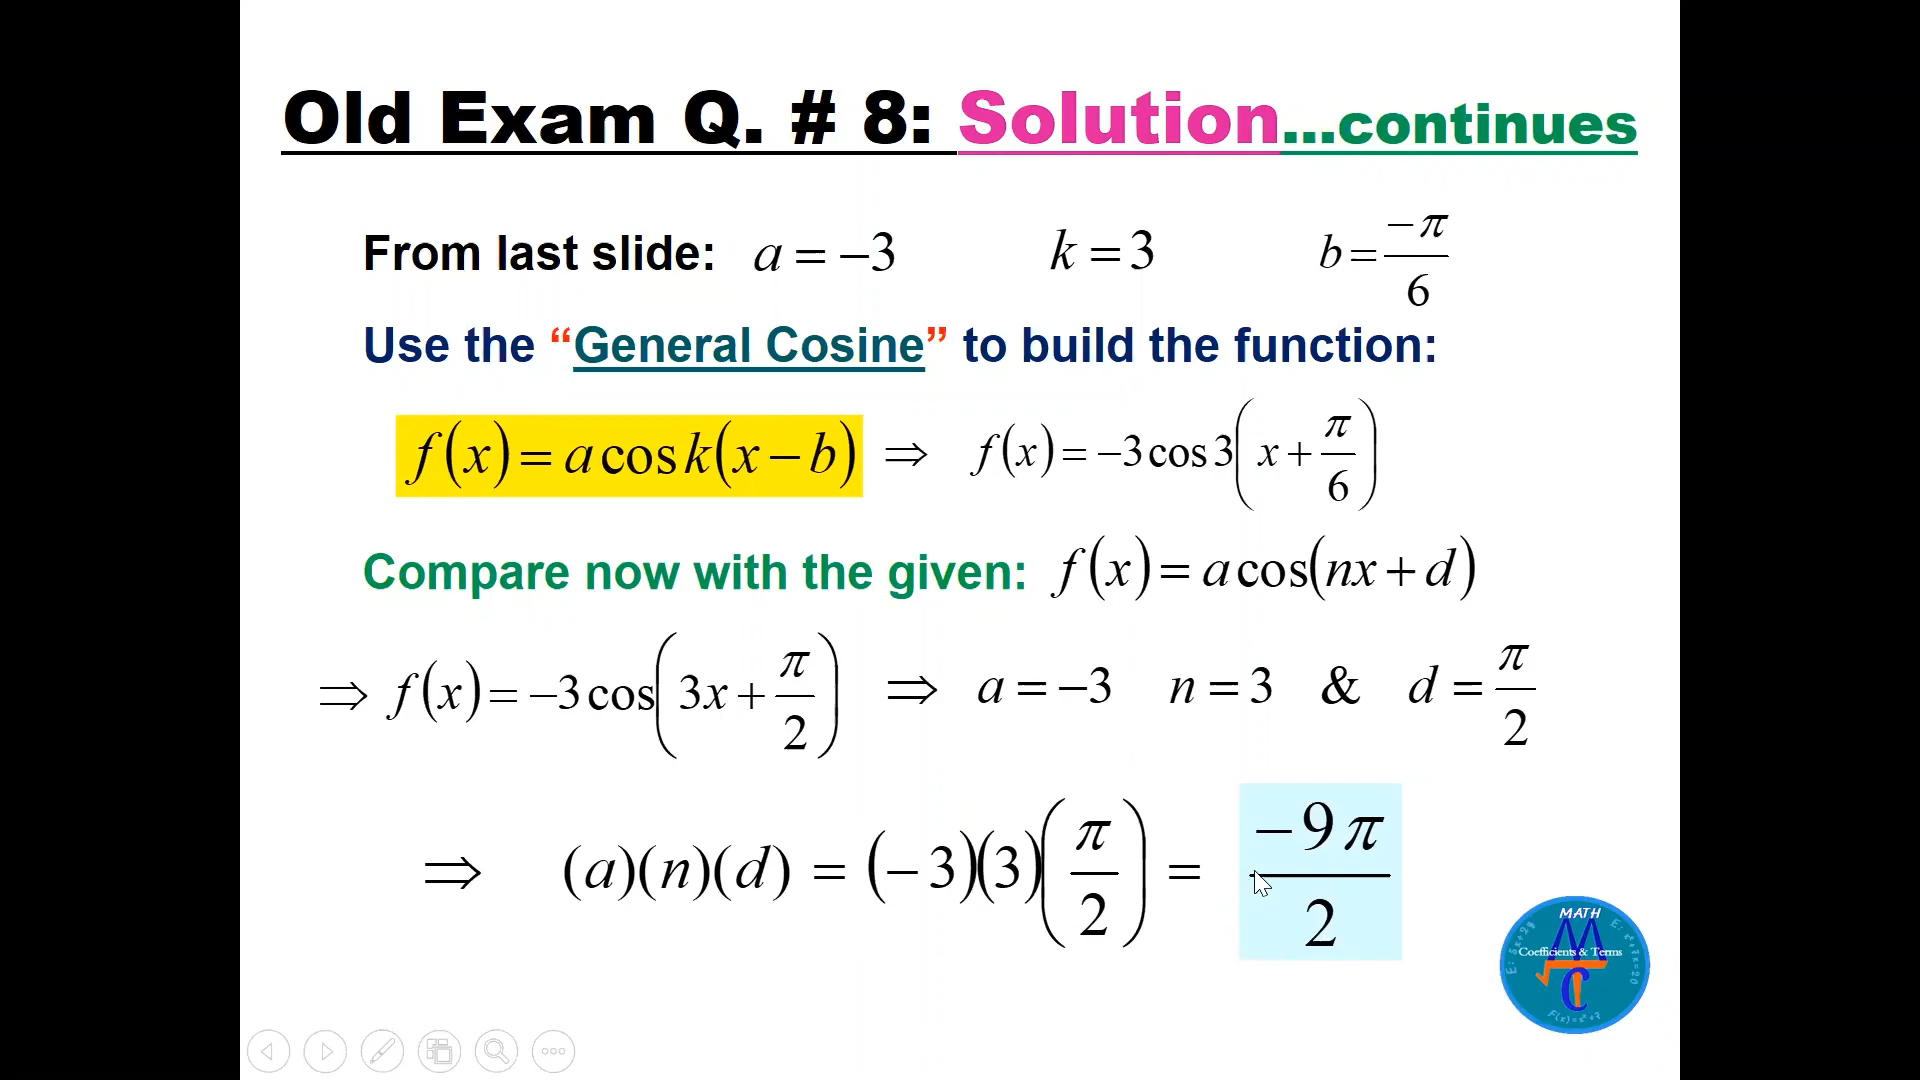 Old Exam Q. # 8: Solution...continues
From last slide: a = −3 k = 3 b = −π/6
Use the “General Cosine” to build the function:
f(x) = a cos k(x − b) ⇒ f(x) = −3 cos 3(x + π/6)
Compare now with the given: f(x) = a cos(nx + d)
⇒ f(x) = −3 cos(3x + π/2) ⇒ a = −3 n = 3 & d = π/2
⇒ (a)(n)(d) = (−3)(3)(π/2) = −9π/2
MATH
Coefficients & Terms